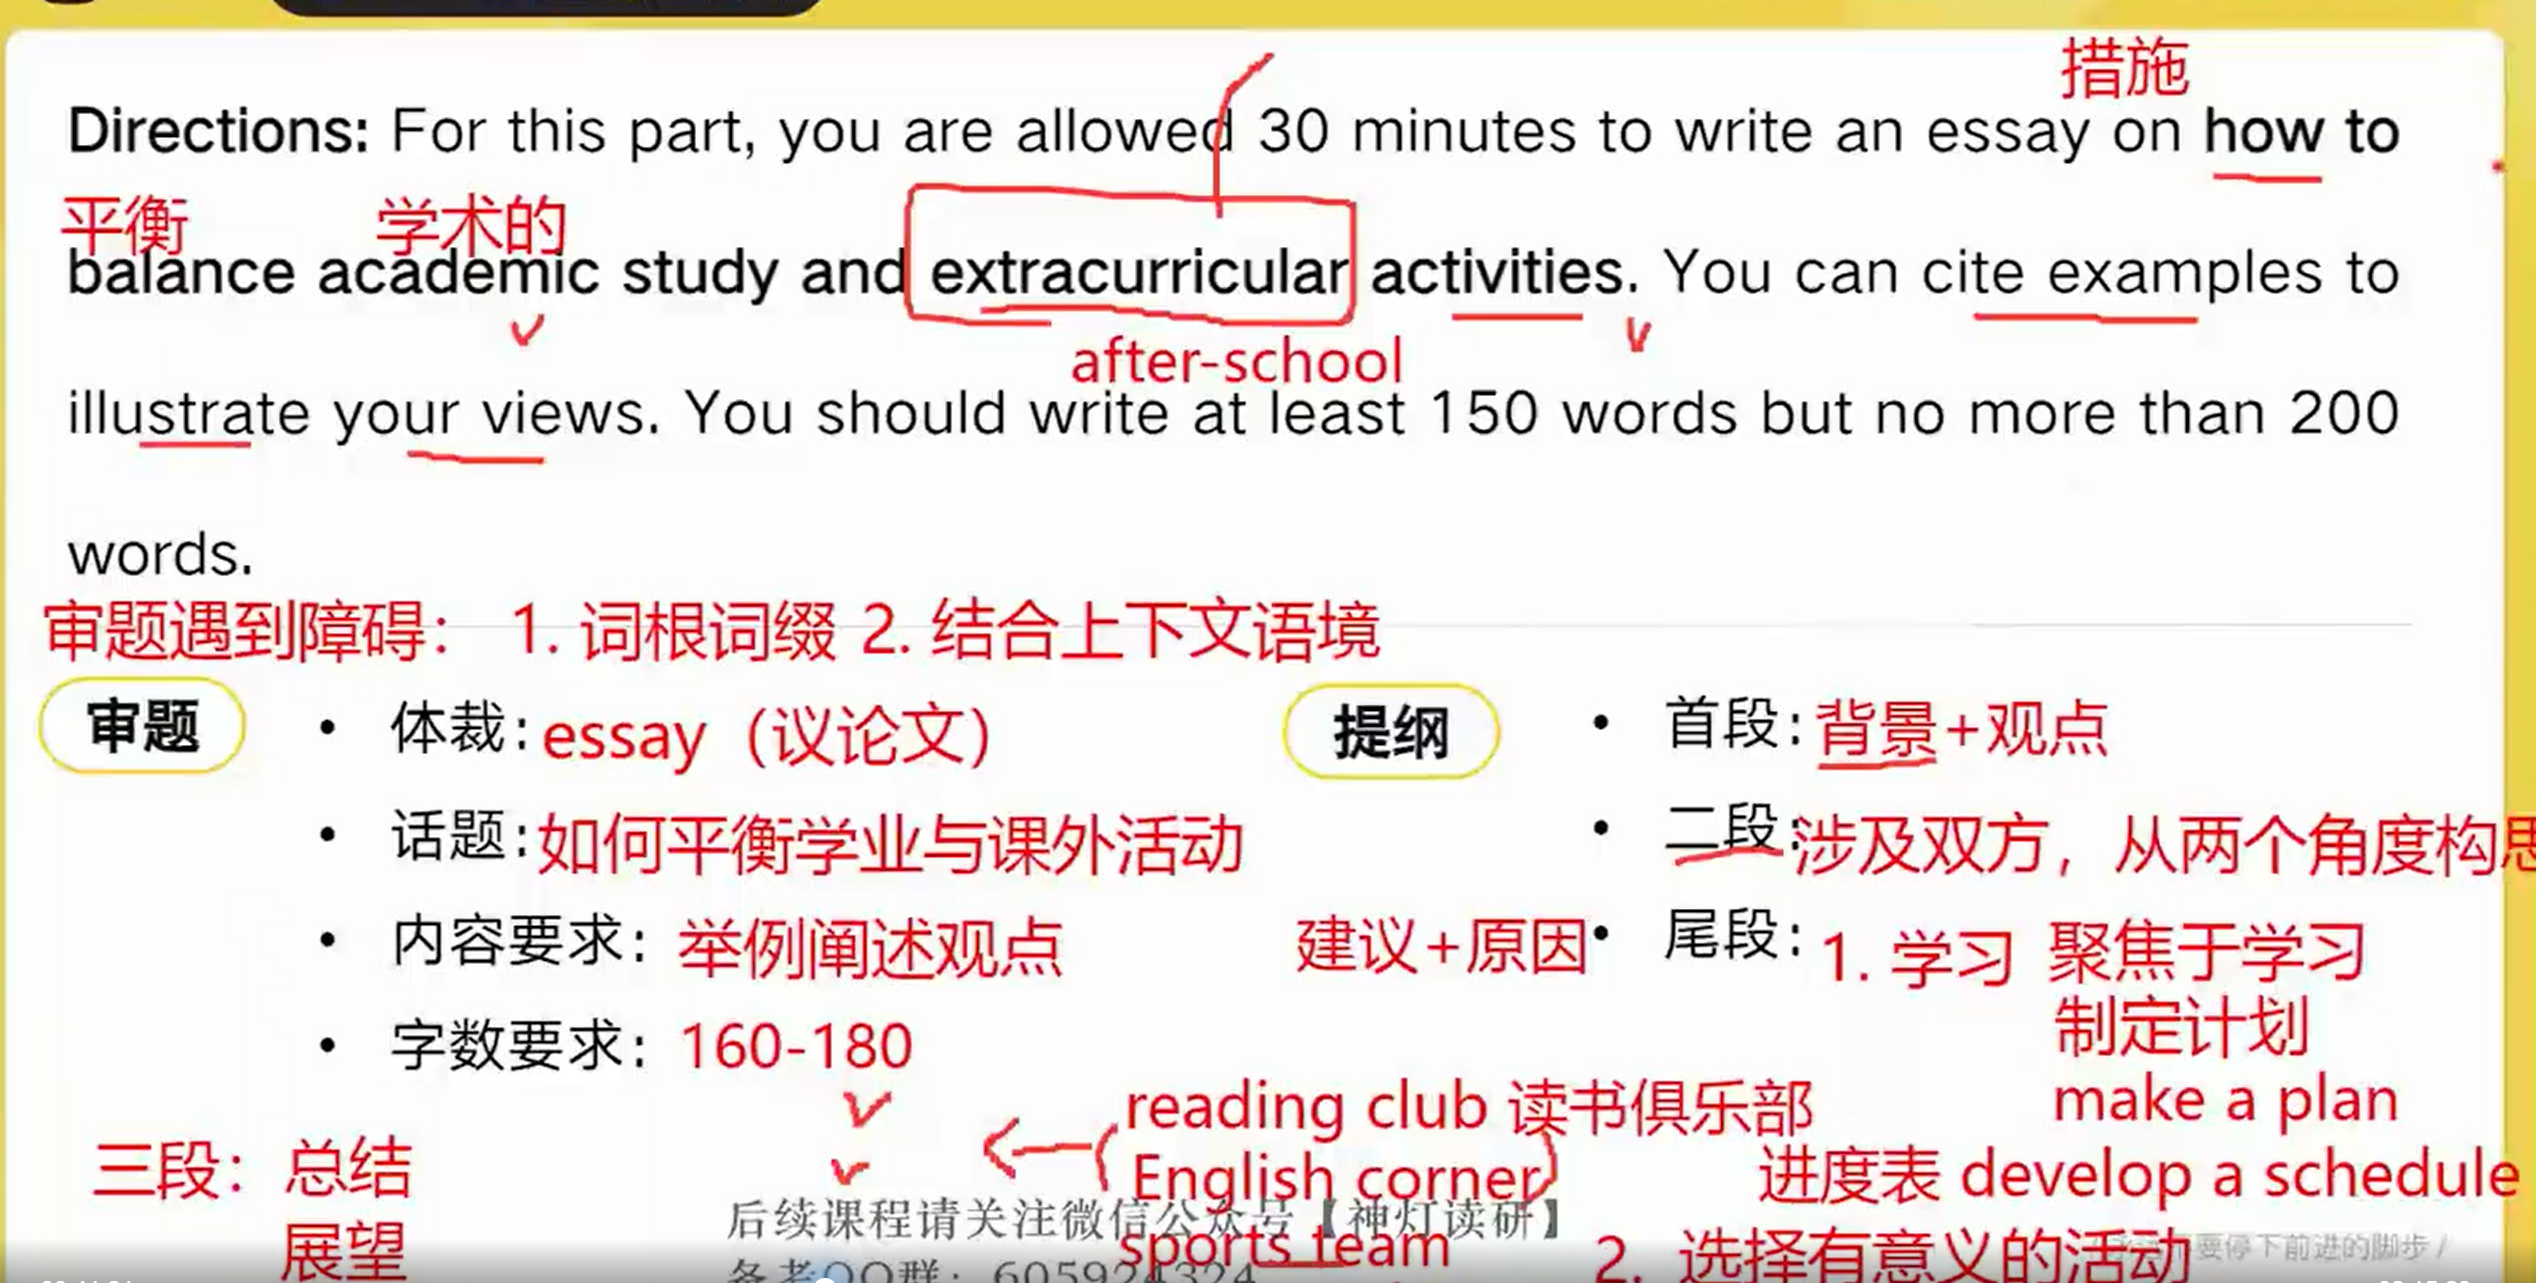 措施
Directions: For this part, you are allowed 30 minutes to write an essay on how to
平衡 学术的
balance academic study and extracurricular activities. You can cite examples to
after-school
illustrate your views. You should write at least 150 words but no more than 200
words.
审题遇到障碍： 1. 词根词缀 2. 结合上下文语境
审题
• 体裁：essay（议论文）
• 话题：如何平衡学业与课外活动
• 内容要求：举例阐述观点
• 字数要求：160-180
提纲
• 首段：背景+观点
• 二段：涉及双方，从两个角度构思
建议+原因
• 尾段：1. 学习 聚焦于学习
制定计划
make a plan
进度表 develop a schedule
2. 选择有意义的活动
reading club 读书俱乐部
English corner
sports team
三段：总结
展望
后续课程请关注微信公众号【神灯读研】
备考QQ群：605924324
要停下前进的脚步 /